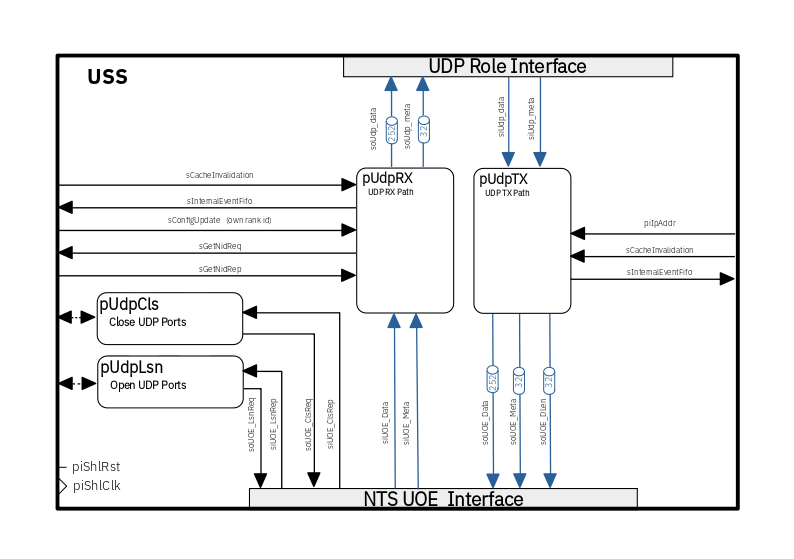 UDP Role Interface
USS
soUdp_data
252
soUdp_meta
32
siUdp_data
siUdp_meta
pUdpRX
UDP RX Path
pUdpTX
UDP TX Path
sCacheInvalidation
sInternalEventFifo
sConfigUpdate (own rank id)
sGetNidReq
sGetNidRep
piIpAddr
sCacheInvalidation
sInternalEventFifo
pUdpCls
Close UDP Ports
pUdpLsn
Open UDP Ports
soUOE_LsnReq
siUOE_LsnRep
soUOE_ClsReq
siUOE_ClsRep
siUOE_Data
siUOE_Meta
soUOE_Data
252
soUOE_Meta
32
soUOE_DLen
32
piShlRst
piShlClk
NTS UOE Interface